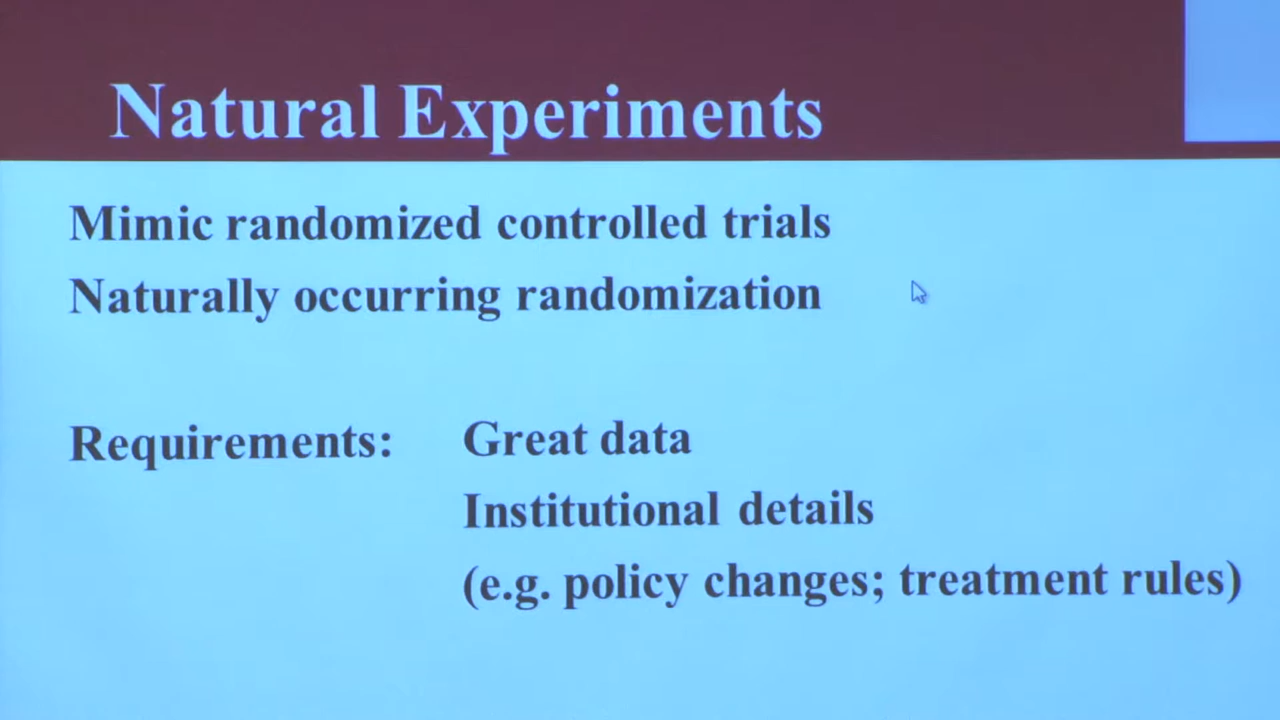 Natural Experiments
Mimic randomized controlled trials
Naturally occurring randomization
Requirements: Great data
Institutional details
(e.g. policy changes; treatment rules)